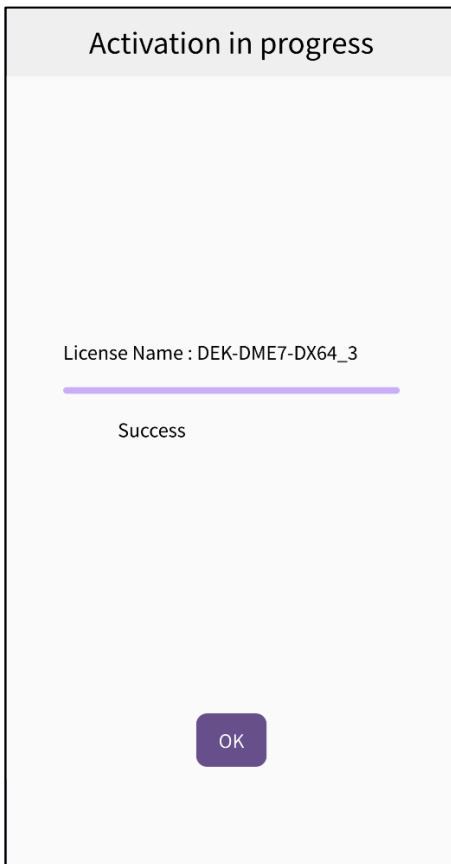 Activation in progress
License Name : DEK-DME7-DX64_3
Success
OK